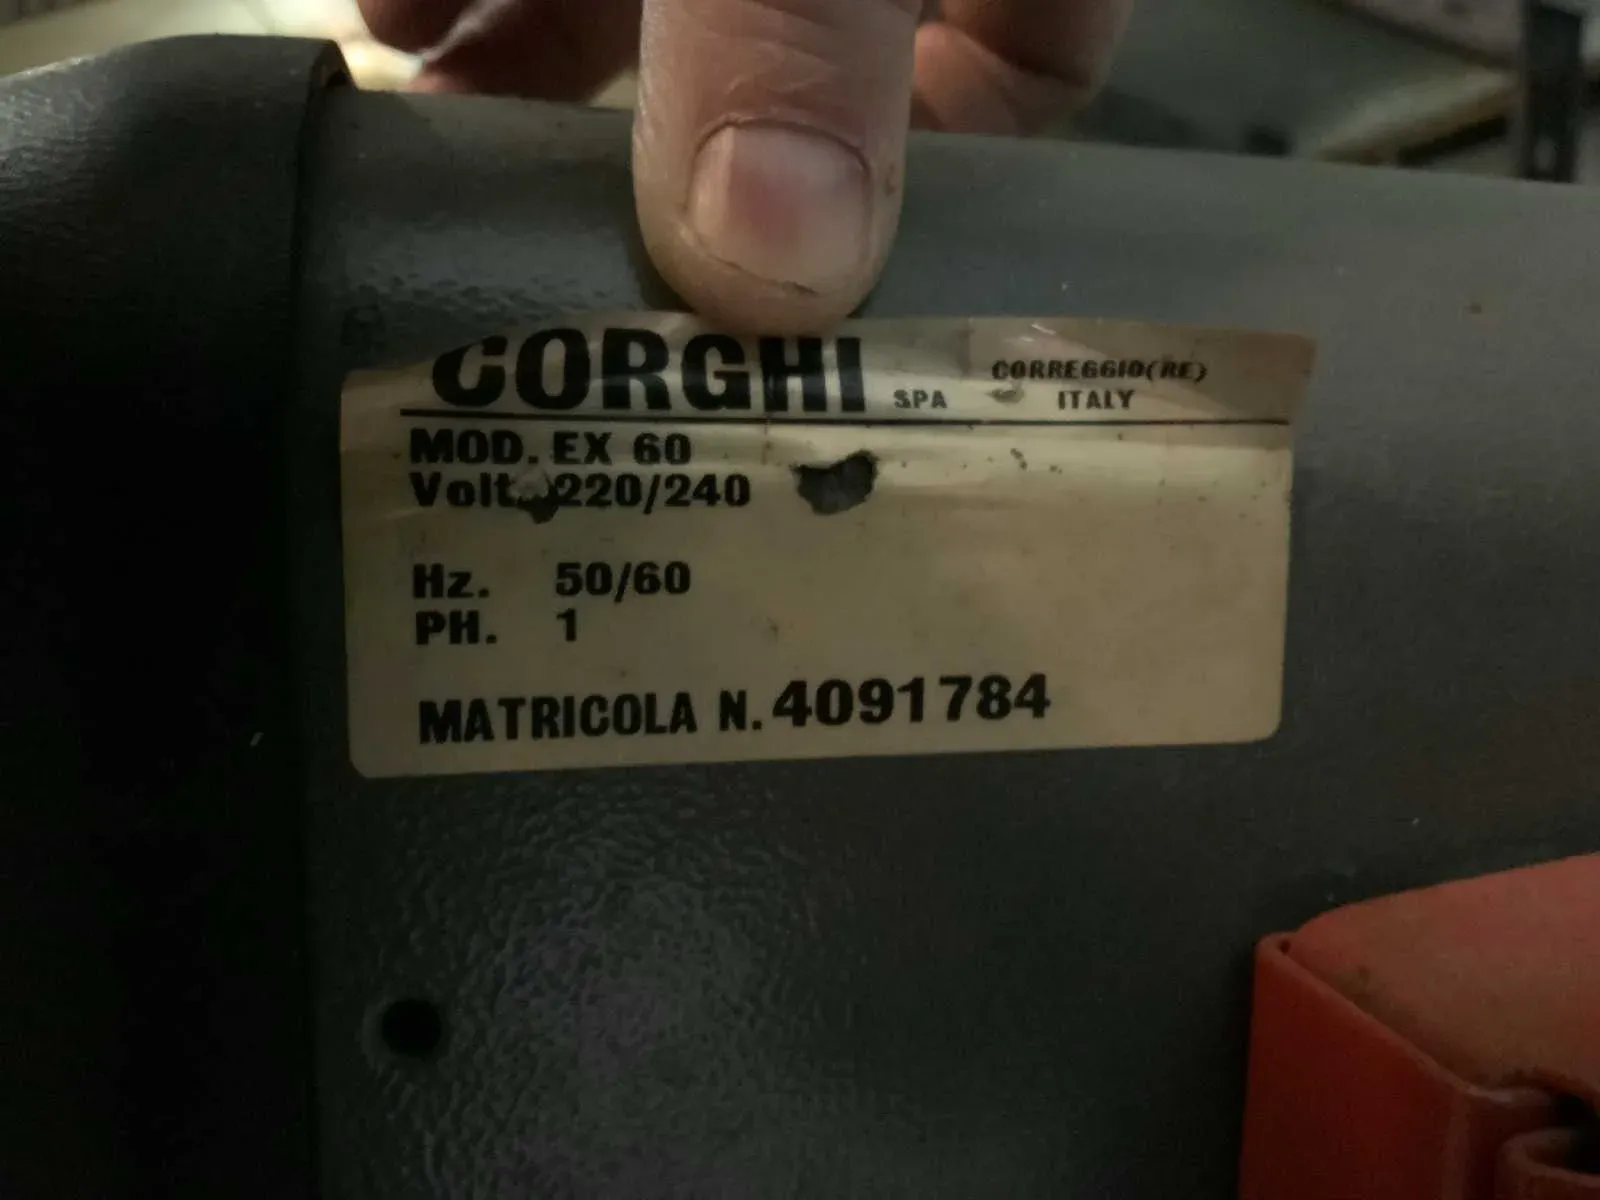 CORGHI SPA CORREGGIO(RE)
ITALY
MOD. EX 60
Volt. 220/240
Hz. 50/60
PH. 1
MATRICOLA N. 4091784